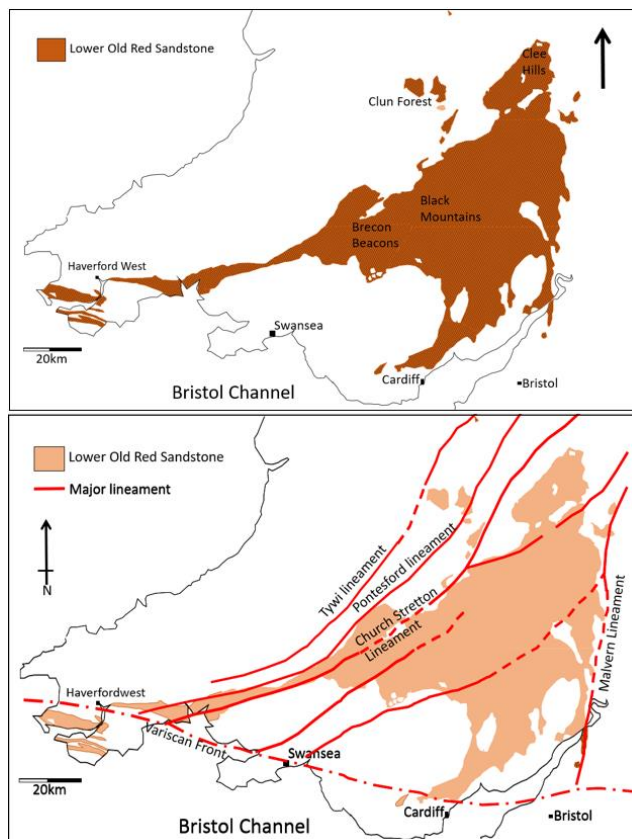 Lower Old Red Sandstone
Clee
Hills
Clun Forest
Black
Mountains
Brecon
Beacons
Haverford West
Swansea
20km
Cardiff
Bristol
Bristol Channel
Lower Old Red Sandstone
Major lineament
N
Tywi lineament
Pontesford lineament
Church Stretton
Lineament
Malvern Lineament
Haverfordwest
Variscan Front
Swansea
20km
Cardiff
Bristol
Bristol Channel